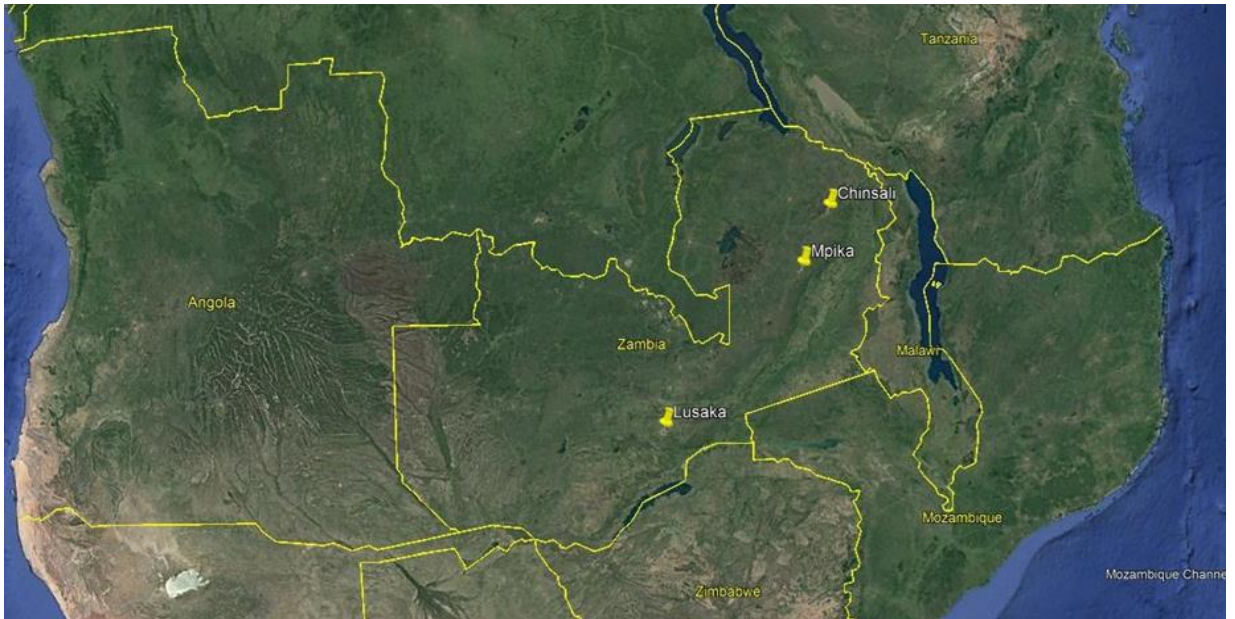 Tanzania
Chinsali
Mpika
Angola
Zambia
Malawi
Lusaka
Mozambique
Mozambique Channe
Zimbabwe